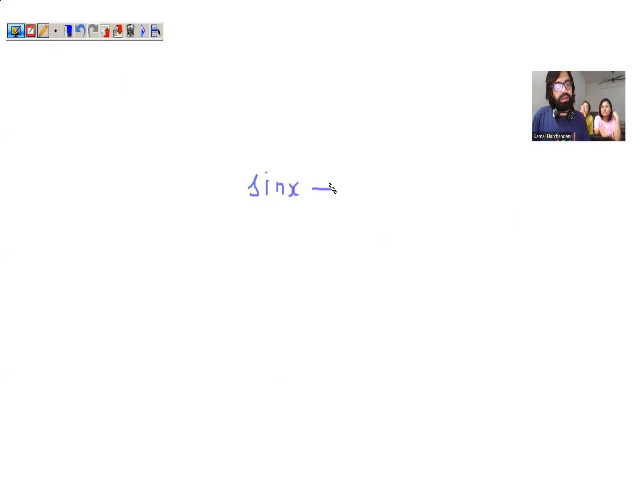 sinx —